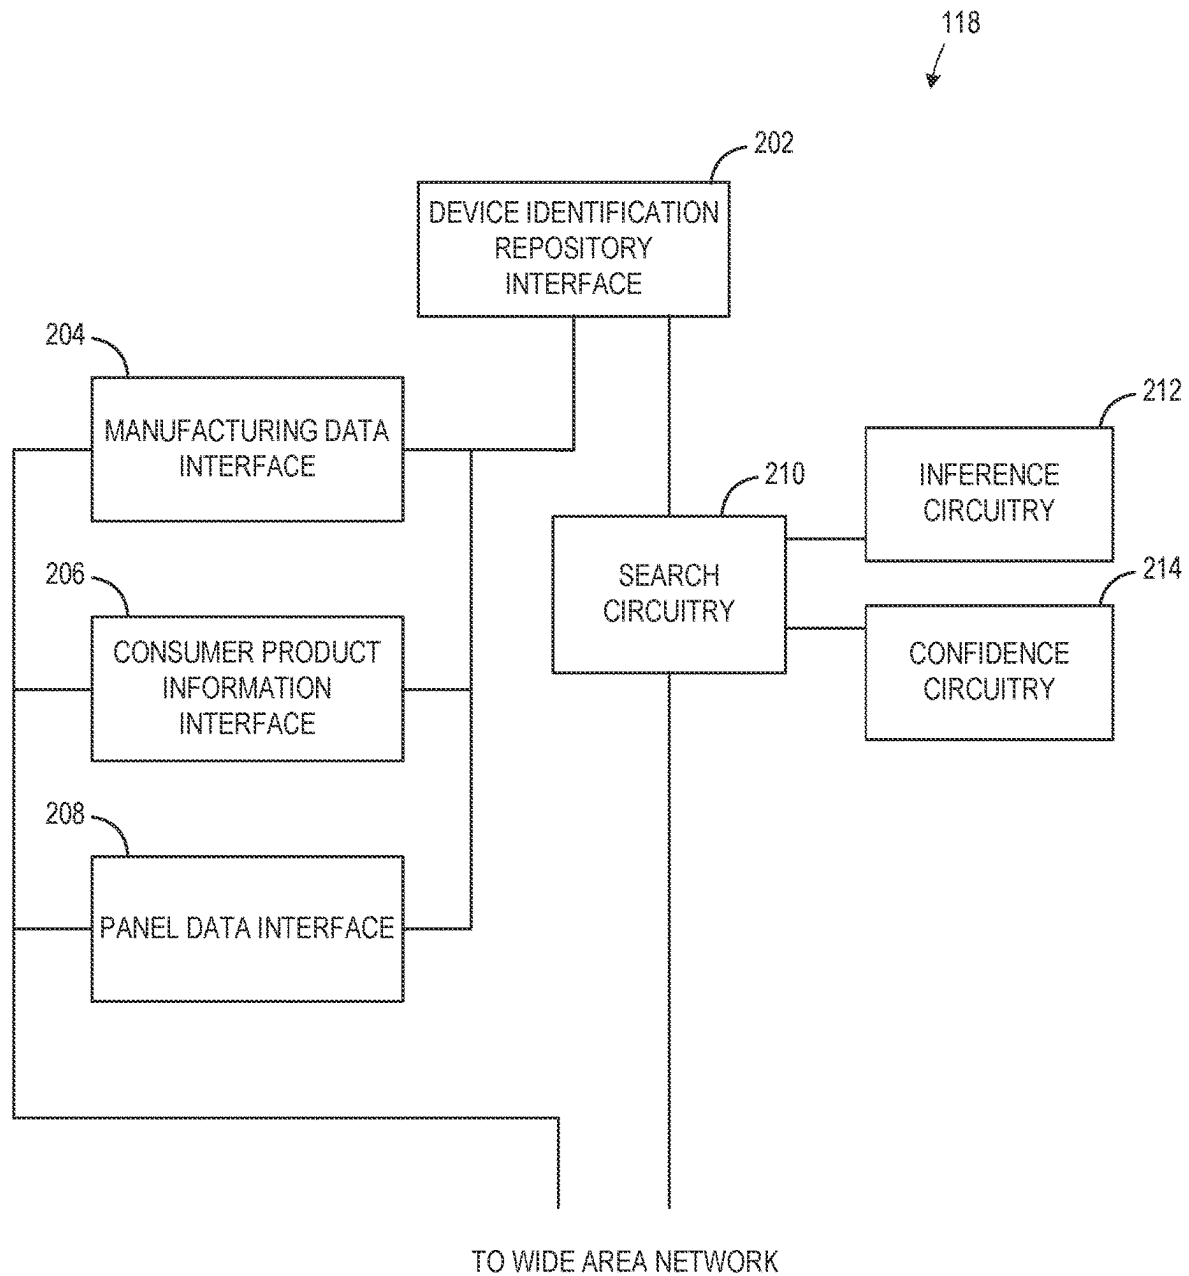 118
202
DEVICE IDENTIFICATION
REPOSITORY
INTERFACE
204
MANUFACTURING DATA
INTERFACE
212
INFERENCE
CIRCUITRY
210
SEARCH
CIRCUITRY
206
CONSUMER PRODUCT
INFORMATION
INTERFACE
214
CONFIDENCE
CIRCUITRY
208
PANEL DATA INTERFACE
TO WIDE AREA NETWORK